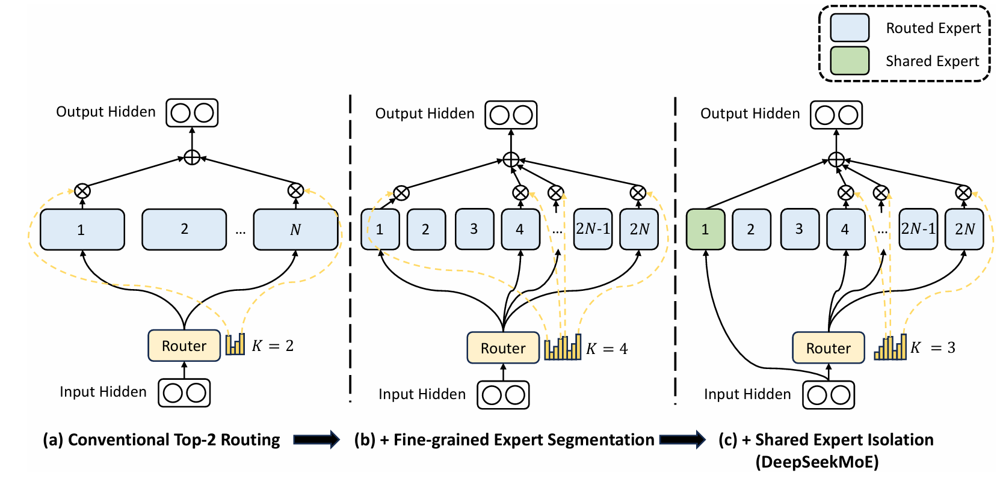 Routed Expert
Shared Expert
Output Hidden
1
2
...
N
Router
K = 2
Input Hidden
(a) Conventional Top-2 Routing
Output Hidden
1
2
3
4
...
2N-1
2N
Router
K = 4
Input Hidden
(b) + Fine-grained Expert Segmentation
Output Hidden
1
2
3
4
...
2N-1
2N
Router
K = 3
Input Hidden
(c) + Shared Expert Isolation
(DeepSeekMoE)